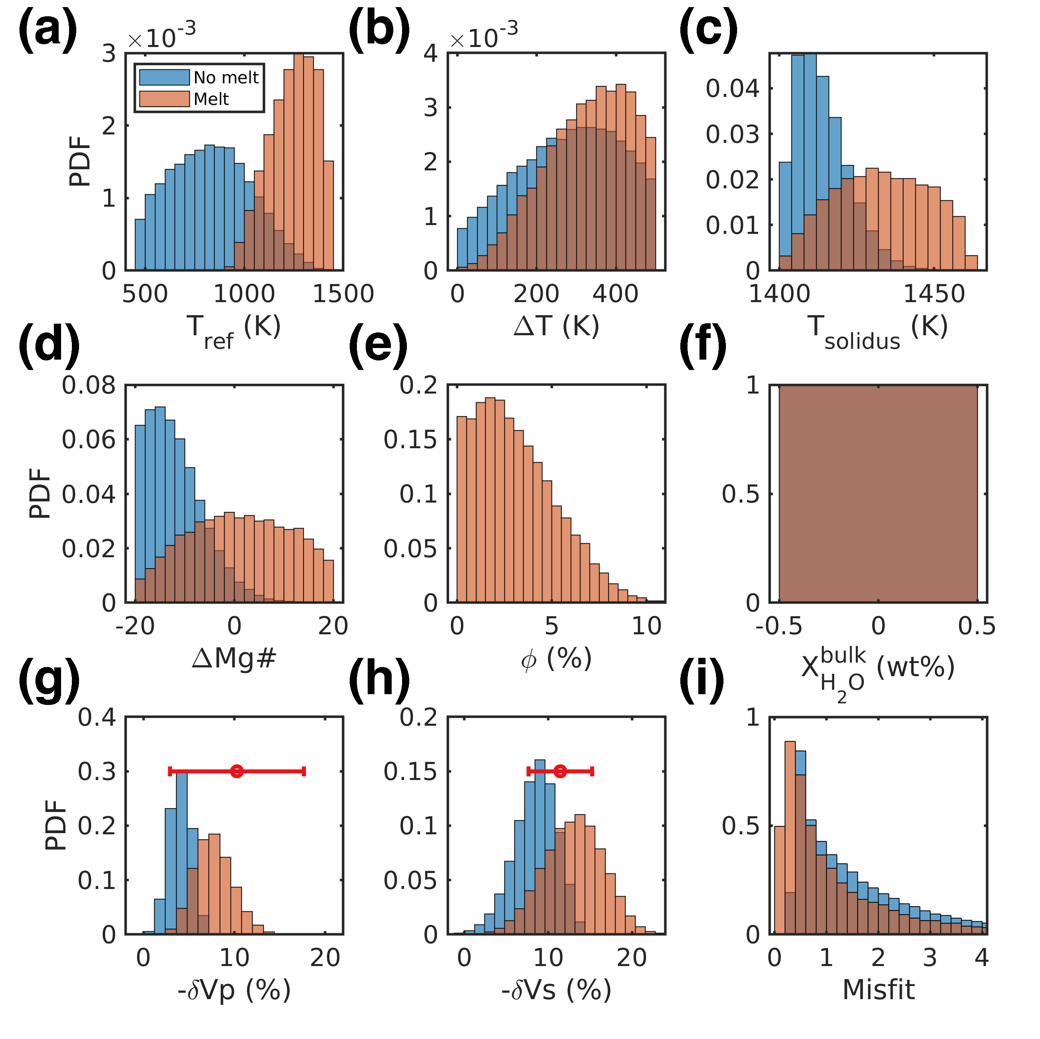 (a) (b) (c)
×10⁻³ ×10⁻³
3 4
No melt
Melt
0.04
3
2
0.03
PDF
2
0.02
1
1
0.01
0 0 0
500 1000 1500 0 200 400 1400 1450
T_ref (K) ΔT (K) T_solidus (K)
(d) (e) (f)
0.08 0.2 1
0.06 0.15
PDF
0.04 0.1 0.5
0.02 0.05
0 0 0
-20 0 20 0 5 10 -0.5 0 0.5
ΔMg# ϕ (%) X^bulk_H₂O (wt%)
(g) (h) (i)
0.4 0.2 1
0.3 0.15
PDF
0.2 0.1 0.5
0.1 0.05
0 0 0
0 10 20 0 10 20 0 1 2 3 4
-δVp (%) -δVs (%) Misfit